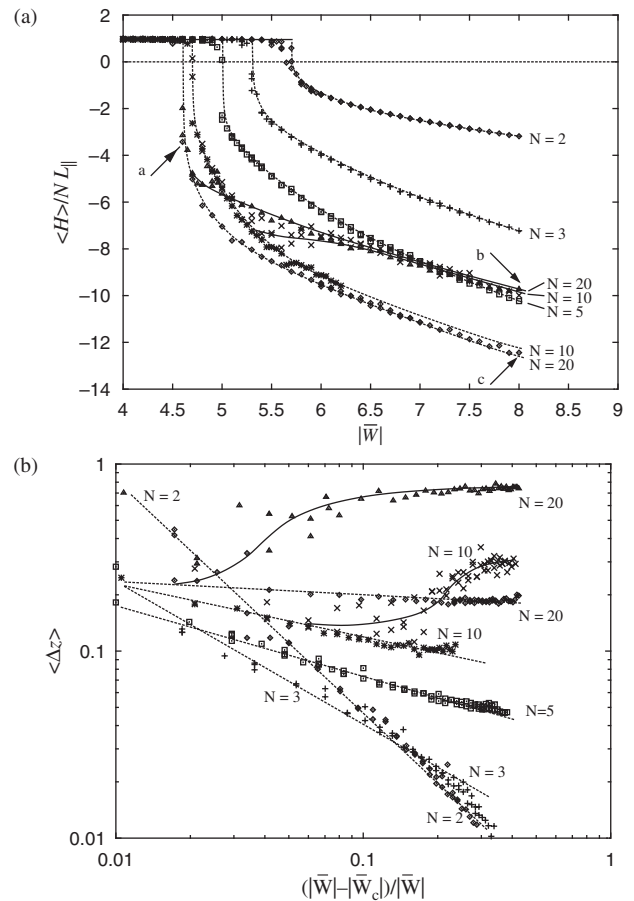 (a)
2
0
−2
−4
−6
−8
−10
−12
−14
<H>/N L||
a
b
c
N = 2
N = 3
N = 20
N = 10
N = 5
N = 10
N = 20
4 4.5 5 5.5 6 6.5 7 7.5 8 8.5 9
|W̅|
(b)
1
0.1
0.01
<Δz>
N = 2
N = 20
N = 10
N = 20
N = 10
N = 3
N=5
N = 3
N = 2
0.01 0.1 1
(|W̅|−|W̅c|)/|W̅|